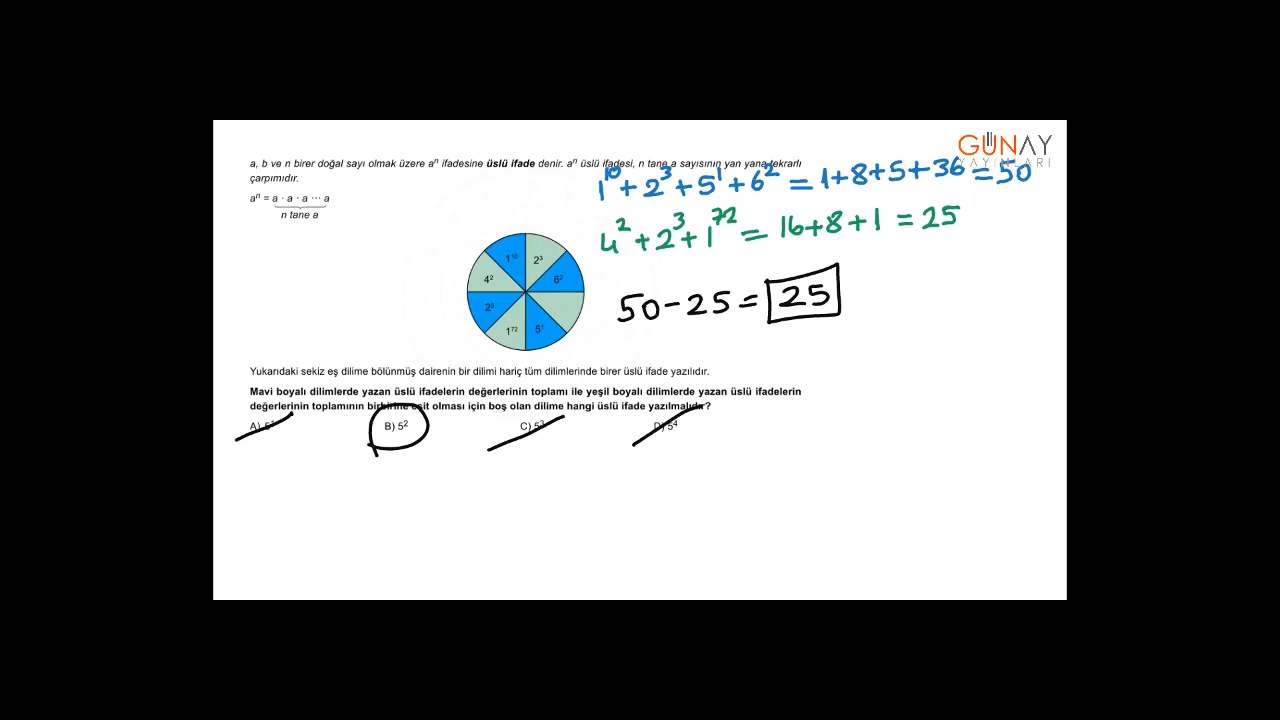 GÜNAY
YAYINLARI
a, b ve n birer doğal sayı olmak üzere aⁿ ifadesine üslü ifade denir. aⁿ üslü ifadesi, n tane a sayısının yan yana tekrarlı
çarpımıdır.
aⁿ = a · a · a ··· a
n tane a
1¹⁰ + 2³ + 5¹ + 6² = 1+8+5+36 = 50
4² + 2³ + 1⁷² = 16+8+1 = 25
50-25 = 25
1¹⁰ 2³
4² 6²
2³
1⁷² 5¹
Yukarıdaki sekiz eş dilime bölünmüş dairenin bir dilimi hariç tüm dilimlerinde birer üslü ifade yazılıdır.
Mavi boyalı dilimlerde yazan üslü ifadelerin değerlerinin toplamı ile yeşil boyalı dilimlerde yazan üslü ifadelerin
değerlerinin toplamının birbirine eşit olması için boş olan dilime hangi üslü ifade yazılmalıdır?
A) 5¹ B) 5² C) 5³ D) 5⁴